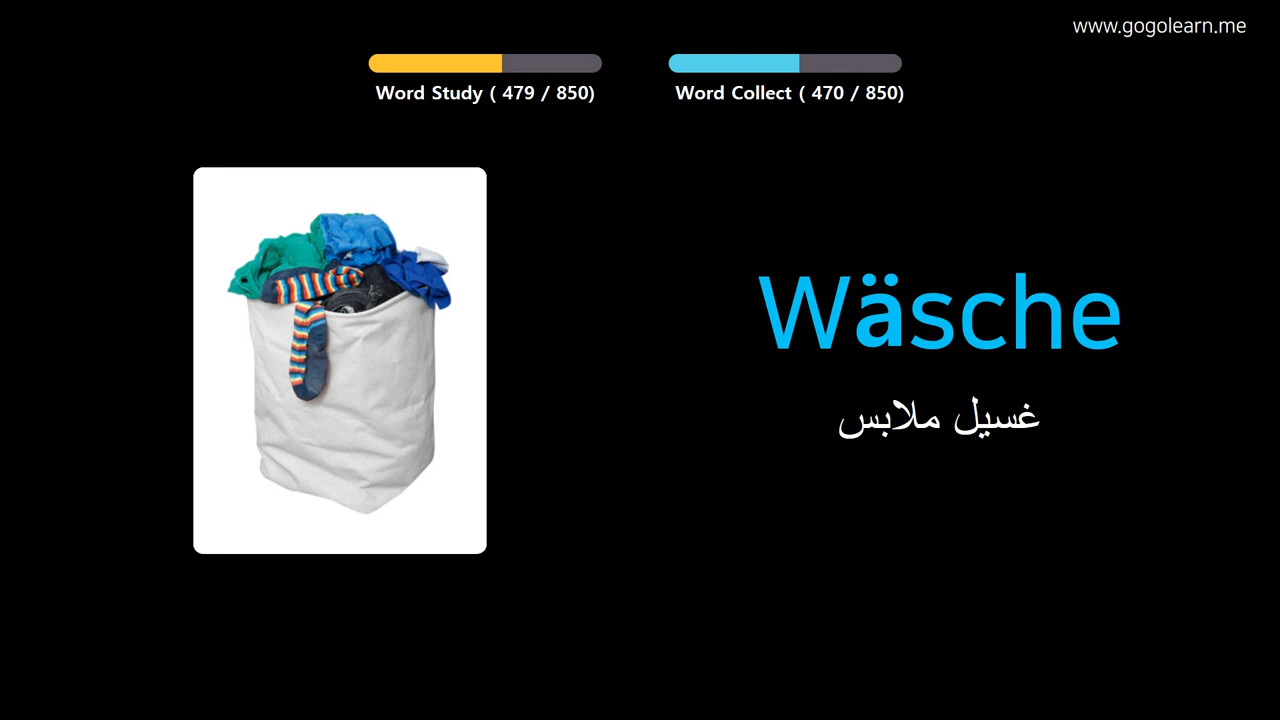 www.gogolearn.me
Word Study ( 479 / 850)
Word Collect ( 470 / 850)
Wäsche
غسيل ملابس